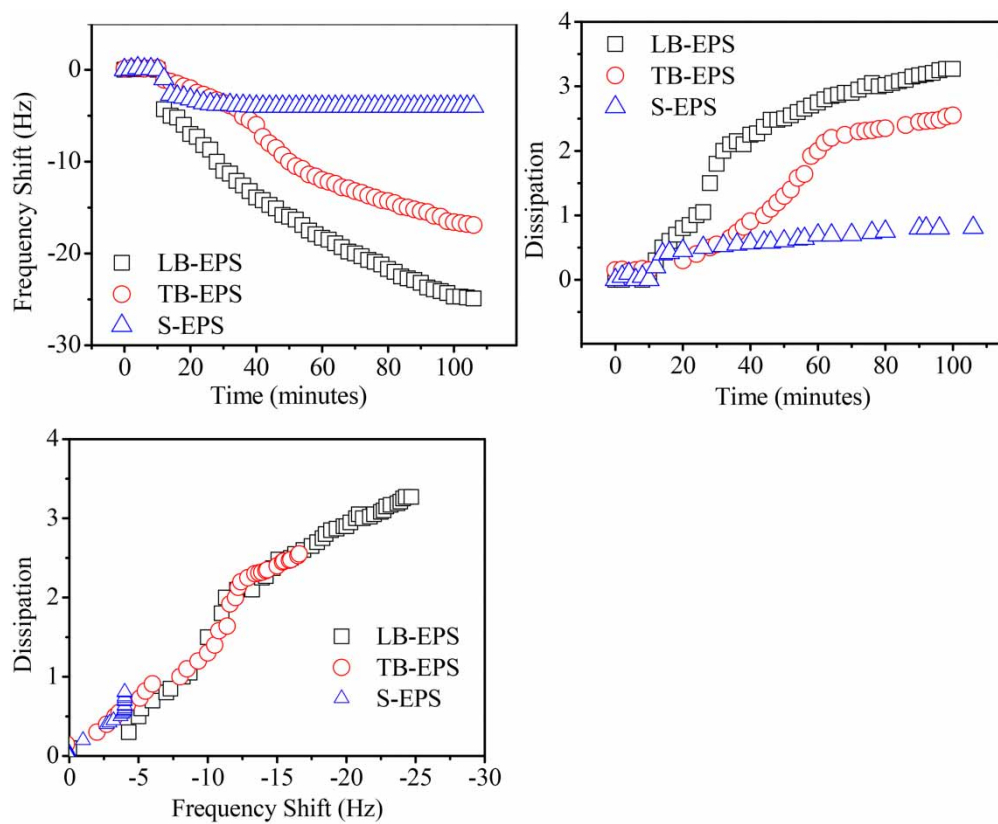 0
-10
-20
-30
Frequency Shift (Hz)
LB-EPS
TB-EPS
S-EPS
0 20 40 60 80 100
Time (minutes)
4
3
2
1
0
Dissipation
LB-EPS
TB-EPS
S-EPS
0 20 40 60 80 100
Time (minutes)
4
3
2
1
0
Dissipation
LB-EPS
TB-EPS
S-EPS
0 -5 -10 -15 -20 -25 -30
Frequency Shift (Hz)